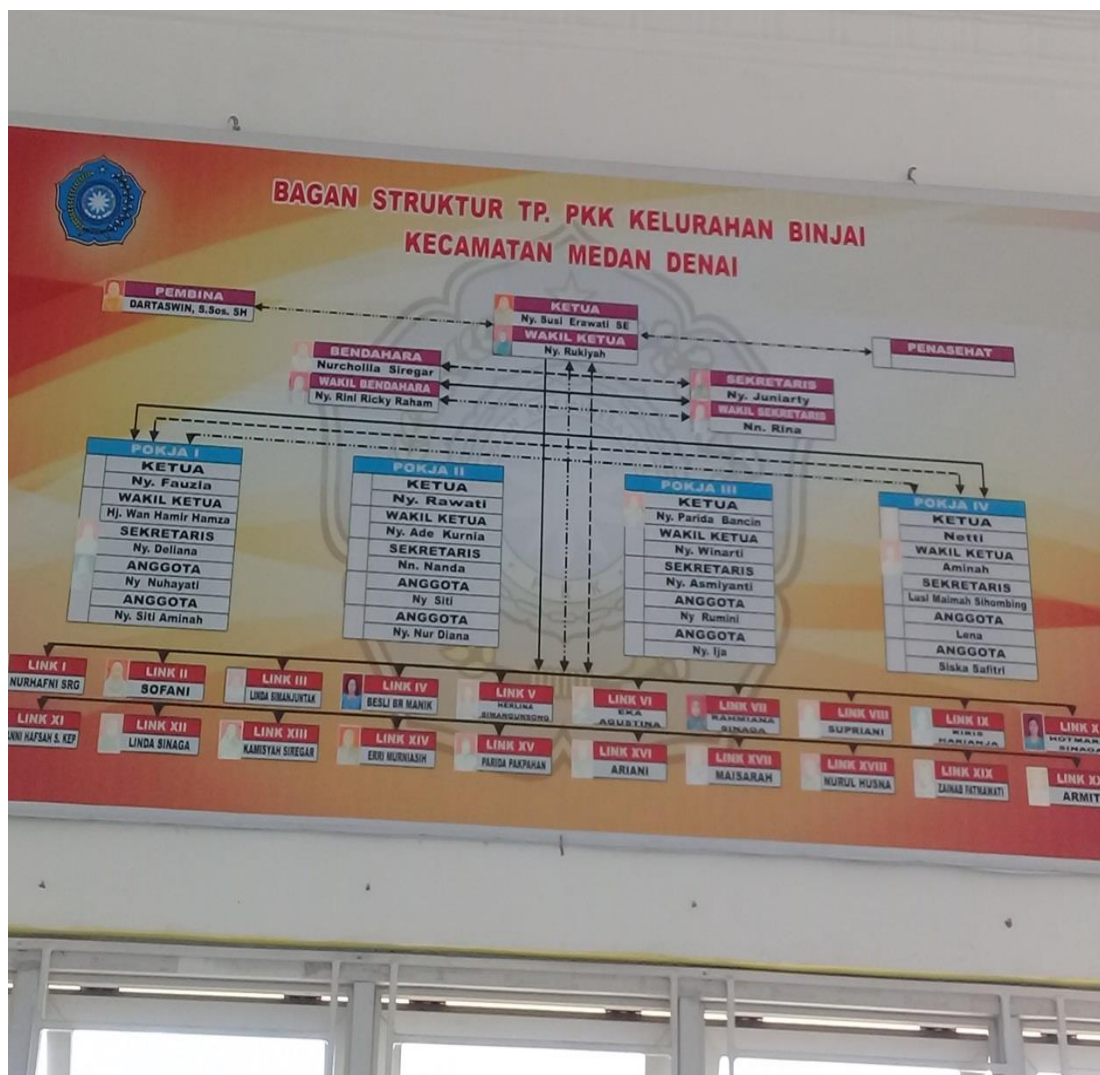 BAGAN STRUKTUR TP. PKK KELURAHAN BINJAI
KECAMATAN MEDAN DENAI
PEMBINA
DARTASWIN, S.Sos. SH
KETUA
Ny. Susi Erawati SE
WAKIL KETUA
Ny. Rukiyah
PENASEHAT
BENDAHARA
Nurcholila Siregar
WAKIL BENDAHARA
Ny. Rini Ricky Raham
SEKRETARIS
Ny. Juniarty
WAKIL SEKRETARIS
Nn. Rina
POKJA I
KETUA
Ny. Fauzia
WAKIL KETUA
Hj. Wan Hamir Hamza
SEKRETARIS
Ny. Deliana
ANGGOTA
Ny Nuhayati
ANGGOTA
Ny. Siti Aminah
POKJA II
KETUA
Ny. Rawati
WAKIL KETUA
Ny. Ade Kurnia
SEKRETARIS
Nn. Nanda
ANGGOTA
Ny Siti
ANGGOTA
Ny. Nur Diana
POKJA III
KETUA
Ny. Parida Bancin
WAKIL KETUA
Ny. Winarti
SEKRETARIS
Ny. Asmiyanti
ANGGOTA
Ny Rumini
ANGGOTA
Ny. Ija
POKJA IV
KETUA
Netti
WAKIL KETUA
Aminah
SEKRETARIS
Lusi Maimah Sihombing
ANGGOTA
Lena
ANGGOTA
Siska Safitri
LINK I
NURHAFNI SRG
LINK II
SOFANI
LINK III
LINDA SIMANJUNTAK
LINK IV
BESLI BR MANIK
LINK V
HERLINA
SIMANGUNSONG
LINK VI
EKA
AGUSTINA
LINK VII
RAHMIANA
SINAGA
LINK VIII
SUPRIANI
LINK IX
KIRIS
HARIANJA
LINK X
HOTMAR
SINAGA
LINK XI
NNI HAFSAH S. KEP
LINK XII
LINDA SINAGA
LINK XIII
KAMISYAH SIREGAR
LINK XIV
ERRI MURNIASIH
LINK XV
PARIDA PAKPAHAN
LINK XVI
ARIANI
LINK XVII
MAISARAH
LINK XVIII
NURUL HUSNA
LINK XIX
ZAINAB FATMAWATI
LINK XX
ARMIT